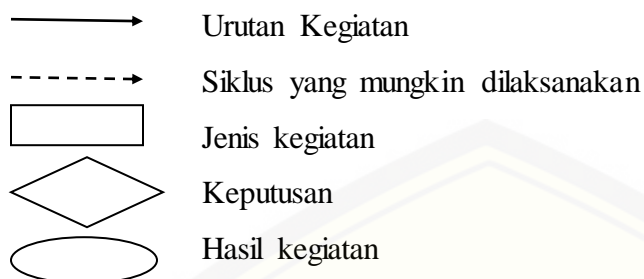 Urutan Kegiatan
Siklus yang mungkin dilaksanakan
Jenis kegiatan
Keputusan
Hasil kegiatan